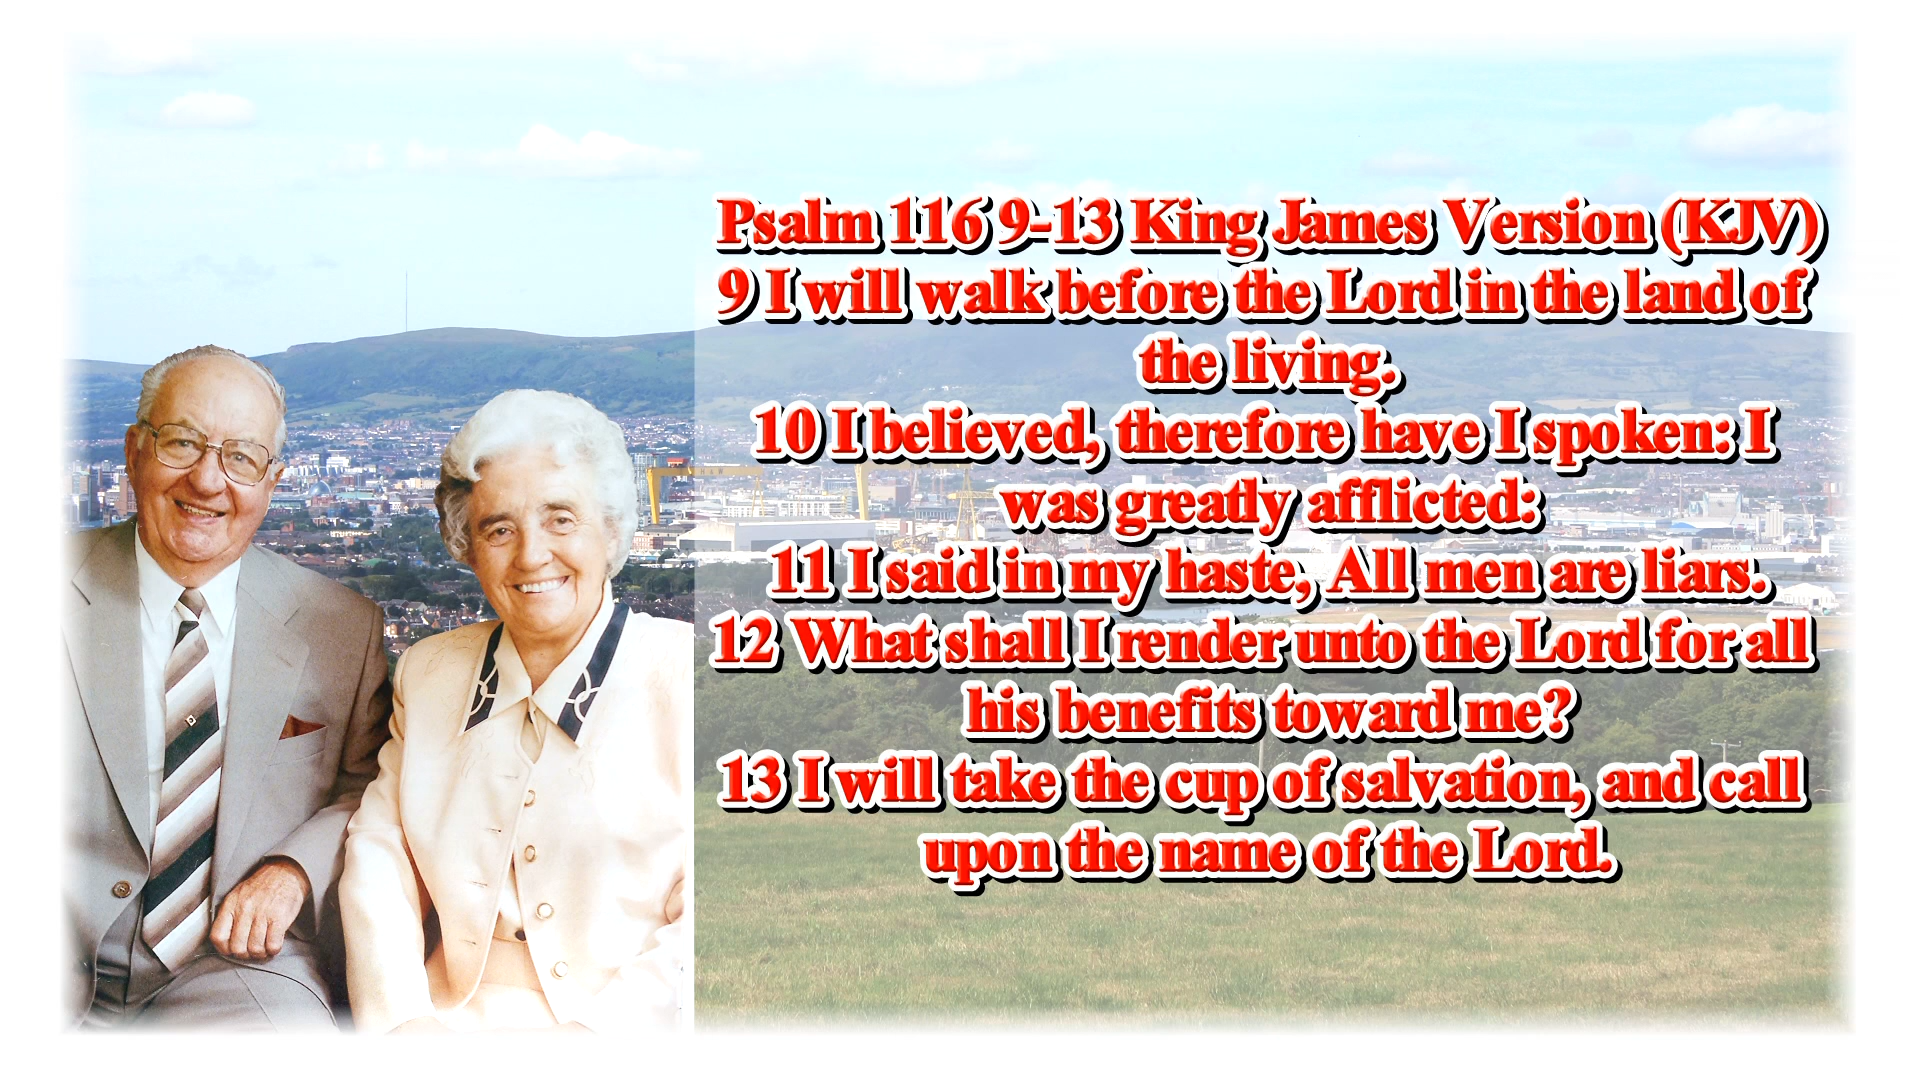 Psalm 116 9-13 King James Version (KJV)
9 I will walk before the Lord in the land of
the living.
10 I believed, therefore have I spoken: I
was greatly afflicted:
11 I said in my haste, All men are liars.
12 What shall I render unto the Lord for all
his benefits toward me?
13 I will take the cup of salvation, and call
upon the name of the Lord.